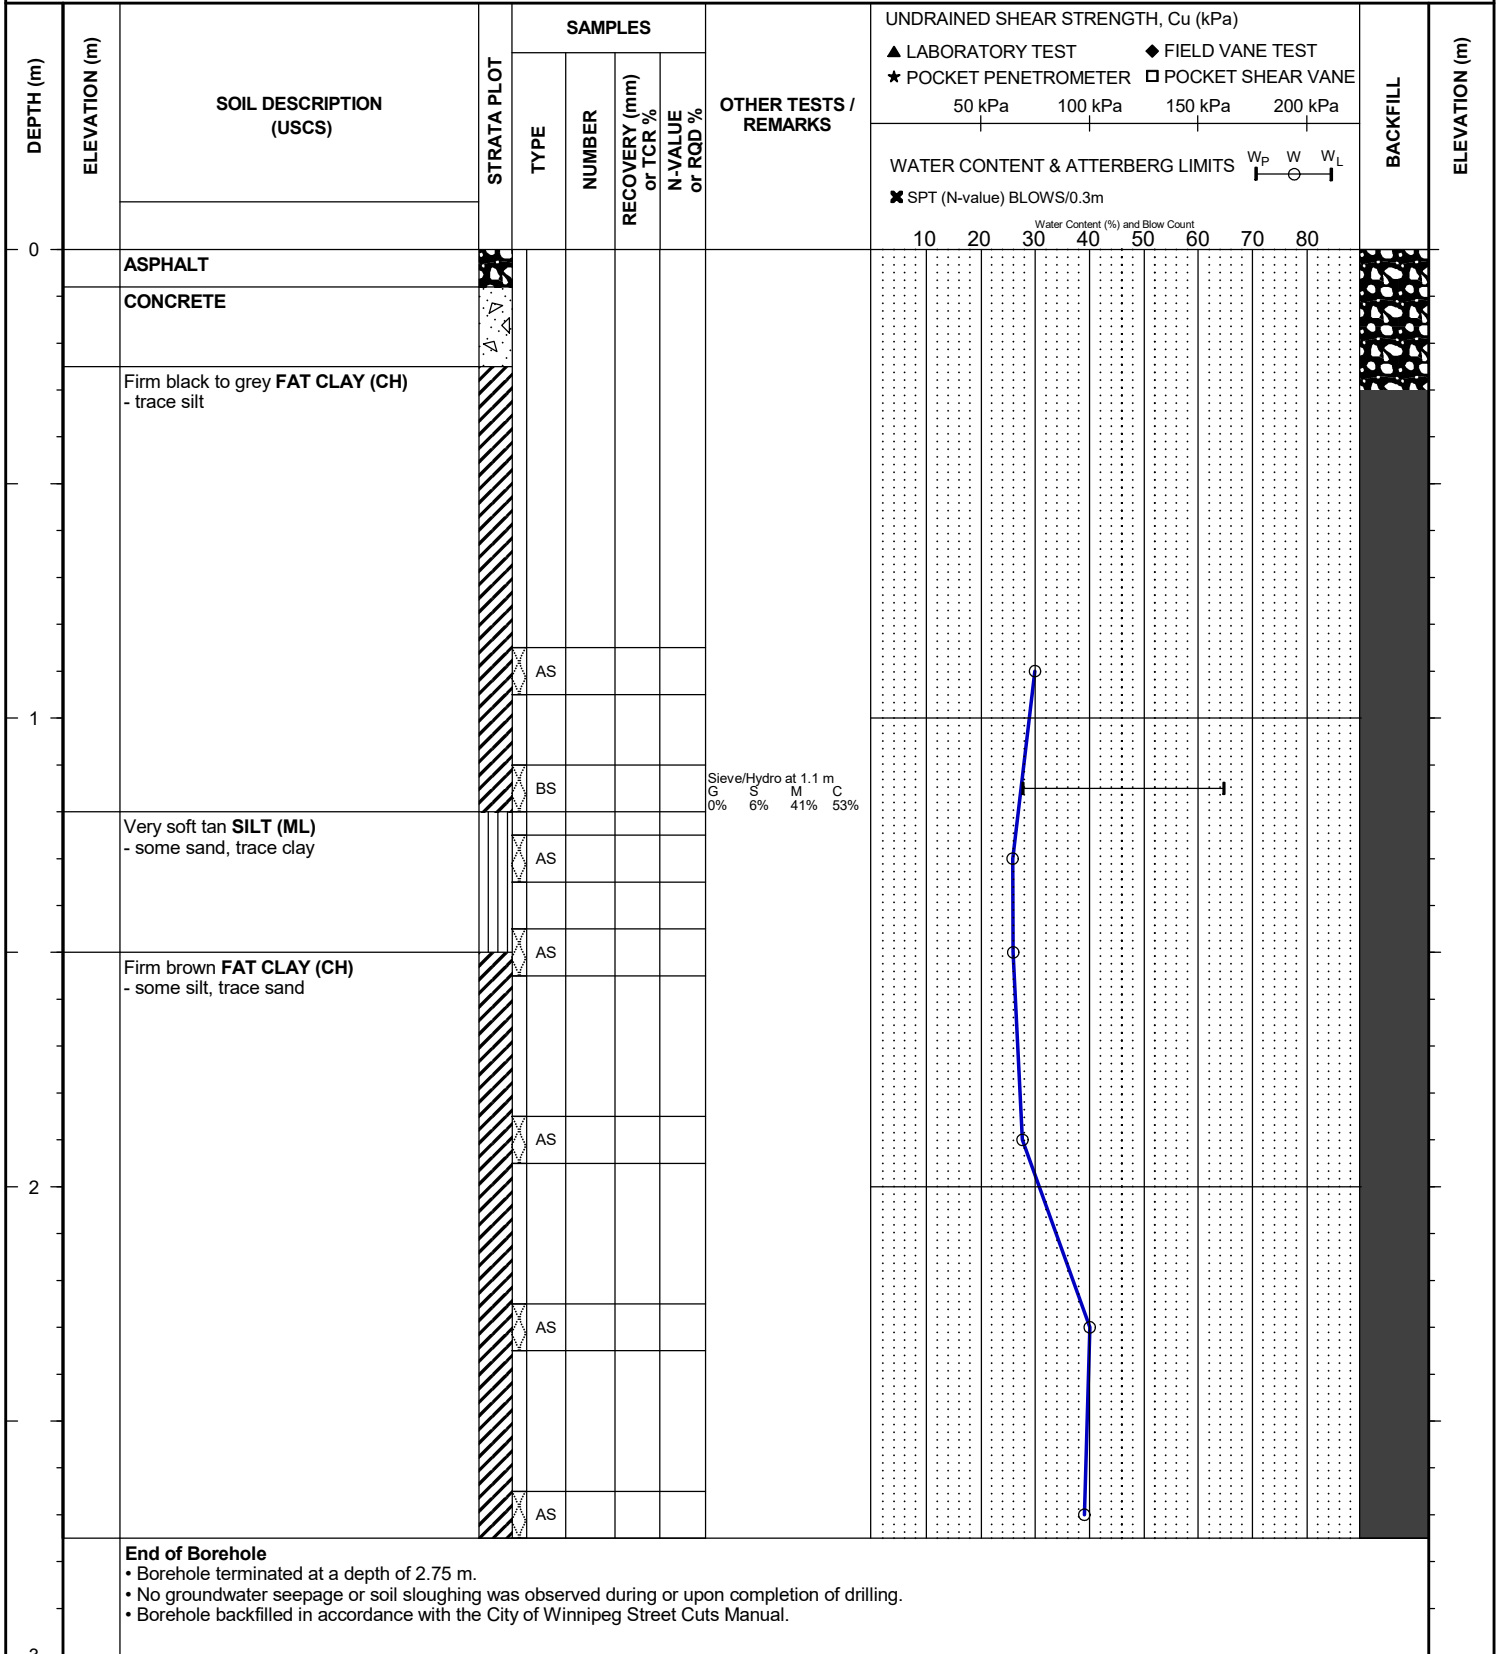 DEPTH (m)
ELEVATION (m)
SOIL DESCRIPTION
(USCS)
STRATA PLOT
SAMPLES
TYPE
NUMBER
RECOVERY (mm)
or TCR %
N-VALUE
or RQD %
OTHER TESTS /
REMARKS
UNDRAINED SHEAR STRENGTH, Cu (kPa)
▲ LABORATORY TEST ◆ FIELD VANE TEST
★ POCKET PENETROMETER □ POCKET SHEAR VANE
50 kPa 100 kPa 150 kPa 200 kPa
WATER CONTENT & ATTERBERG LIMITS WP W WL
✖ SPT (N-value) BLOWS/0.3m
Water Content (%) and Blow Count
10 20 30 40 50 60 70 80
BACKFILL
ELEVATION (m)
0
ASPHALT
CONCRETE
Firm black to grey FAT CLAY (CH)
- trace silt
AS
1
BS
Sieve/Hydro at 1.1 m
G S M C
0% 6% 41% 53%
Very soft tan SILT (ML)
- some sand, trace clay
AS
AS
Firm brown FAT CLAY (CH)
- some silt, trace sand
AS
2
AS
AS
End of Borehole
• Borehole terminated at a depth of 2.75 m.
• No groundwater seepage or soil sloughing was observed during or upon completion of drilling.
• Borehole backfilled in accordance with the City of Winnipeg Street Cuts Manual.
3